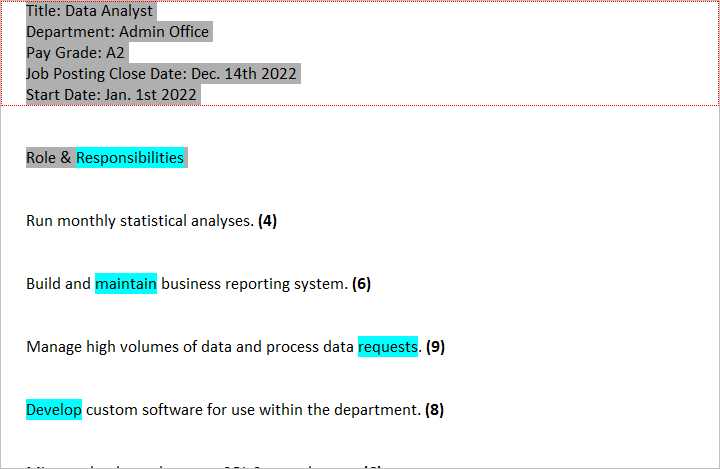 Title: Data Analyst
Department: Admin Office
Pay Grade: A2
Job Posting Close Date: Dec. 14th 2022
Start Date: Jan. 1st 2022
Role & Responsibilities
Run monthly statistical analyses. (4)
Build and maintain business reporting system. (6)
Manage high volumes of data and process data requests. (9)
Develop custom software for use within the department. (8)